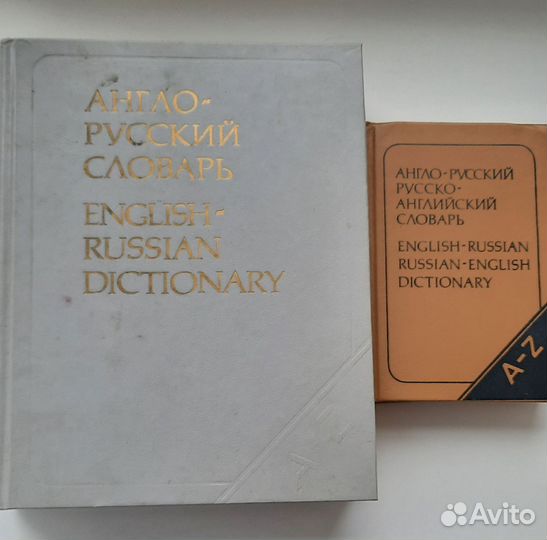 АНГЛО-
РУССКИЙ
СЛОВАРЬ
ENGLISH-
RUSSIAN
DICTIONARY
АНГЛО-РУССКИЙ
РУССКО-
АНГЛИЙСКИЙ
СЛОВАРЬ
ENGLISH-RUSSIAN
RUSSIAN-ENGLISH
DICTIONARY
A-Z
Avito